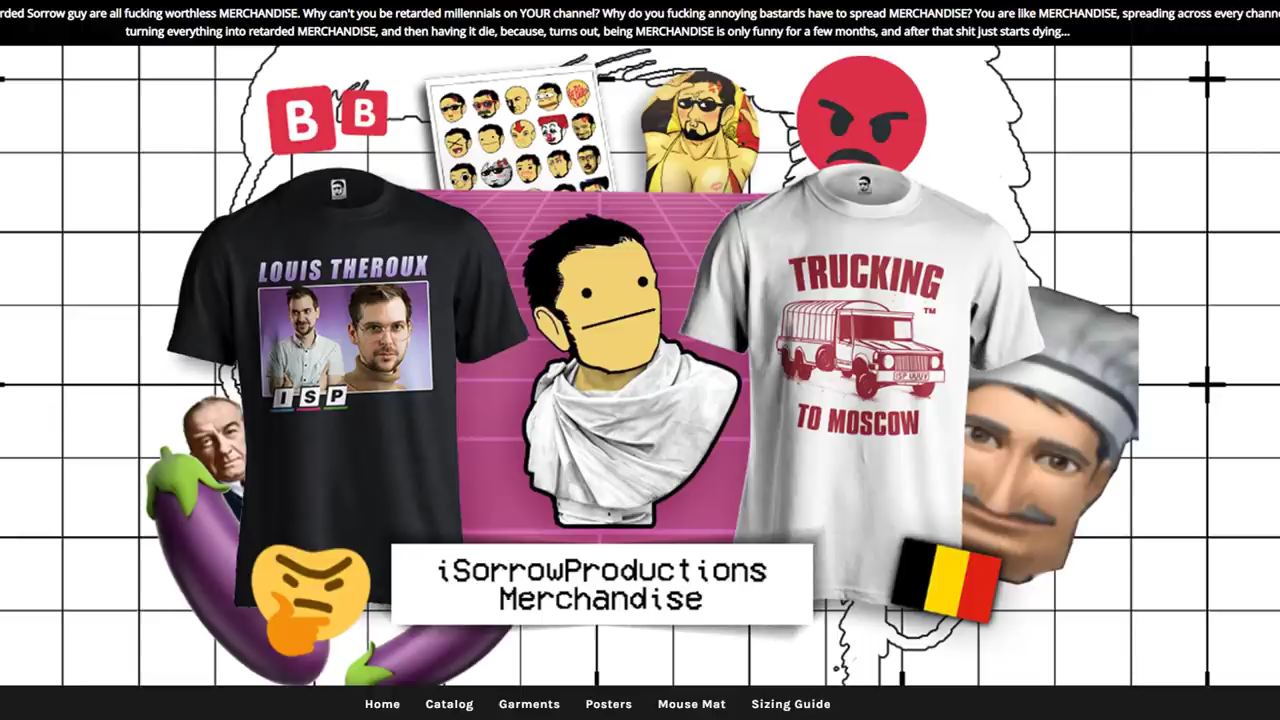 rded Sorrow guy are all fucking worthless MERCHANDISE. Why can't you be retarded millennials on YOUR channel? Why do you fucking annoying bastards have to spread MERCHANDISE? You are like MERCHANDISE, spreading across every chann
turning everything into retarded MERCHANDISE, and then having it die, because, turns out, being MERCHANDISE is only funny for a few months, and after that shit just starts dying...
B B
LOUIS THEROUX
ISP
TRUCKING
TM
TO MOSCOW
iSorrowProductions
Merchandise
Home Catalog Garments Posters Mouse Mat Sizing Guide